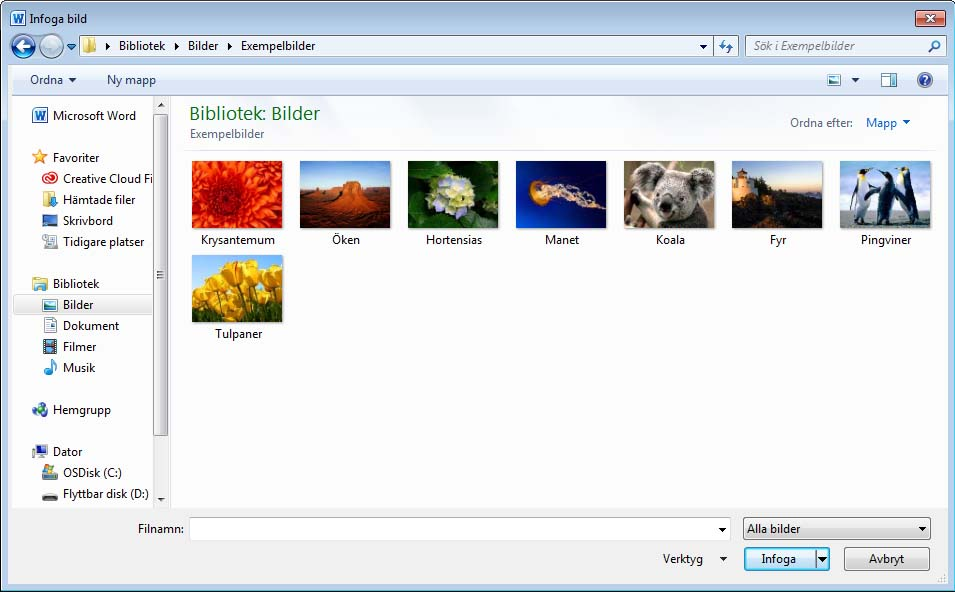 Infoga bild
Bibliotek Bilder Exempelbilder
Sök i Exempelbilder
Ordna Ny mapp
Microsoft Word
Favoriter
Creative Cloud Fi
Hämtade filer
Skrivbord
Tidigare platser
Bibliotek
Bilder
Dokument
Filmer
Musik
Hemgrupp
Dator
OSDisk (C:)
Flyttbar disk (D:)
Bibliotek: Bilder
Exempelbilder
Ordna efter: Mapp
Krysantemum Öken Hortensias Manet Koala Fyr Pingviner
Tulpaner
Filnamn:
Alla bilder
Verktyg Infoga Avbryt